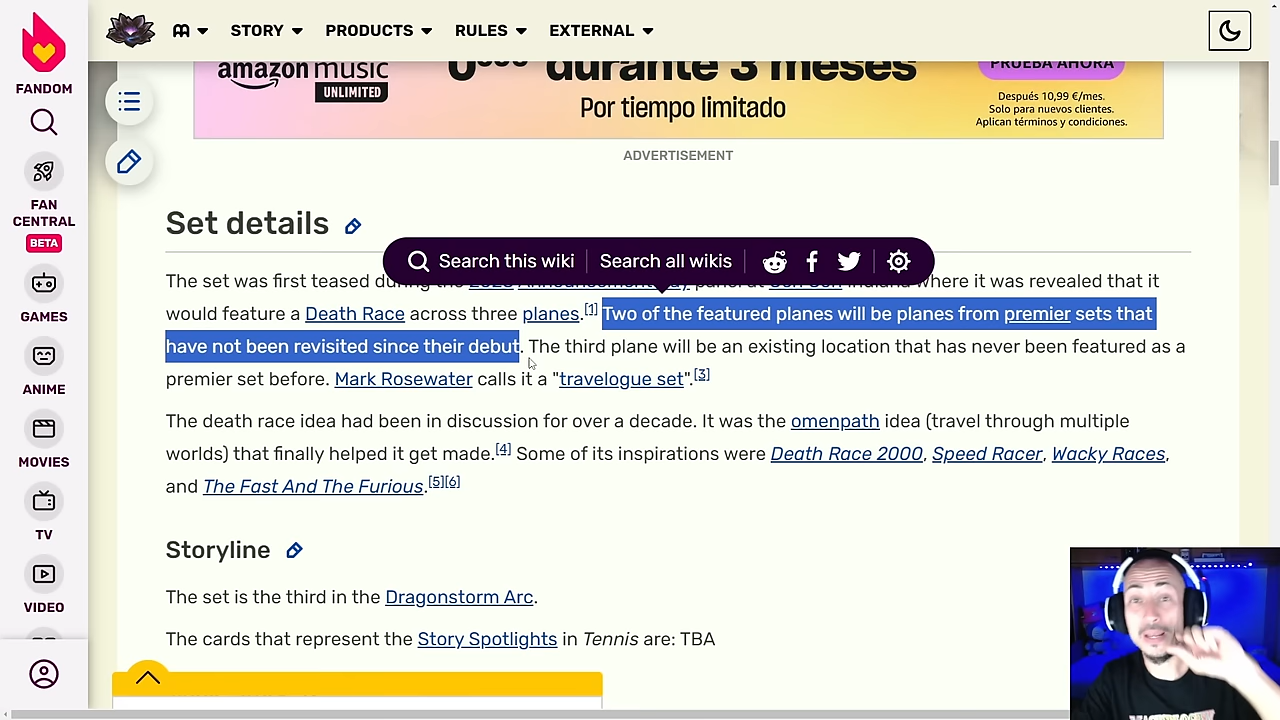 FANDOM
FAN
CENTRAL
BETA
GAMES
ANIME
MOVIES
TV
VIDEO
STORY
PRODUCTS
RULES
EXTERNAL
amazon music
UNLIMITED
durante 3 meses
Por tiempo limitado
PRUEBA AHORA
Después 10,99 €/mes.
Solo para nuevos clientes.
Aplican términos y condiciones.
ADVERTISEMENT
Set details
Search this wiki
Search all wikis
The set was first teased during the where it was revealed that it
would feature a Death Race across three planes.[1] Two of the featured planes will be planes from premier sets that
have not been revisited since their debut. The third plane will be an existing location that has never been featured as a
premier set before. Mark Rosewater calls it a "travelogue set".[3]
The death race idea had been in discussion for over a decade. It was the omenpath idea (travel through multiple
worlds) that finally helped it get made.[4] Some of its inspirations were Death Race 2000, Speed Racer, Wacky Races,
and The Fast And The Furious.[5][6]
Storyline
The set is the third in the Dragonstorm Arc.
The cards that represent the Story Spotlights in Tennis are: TBA